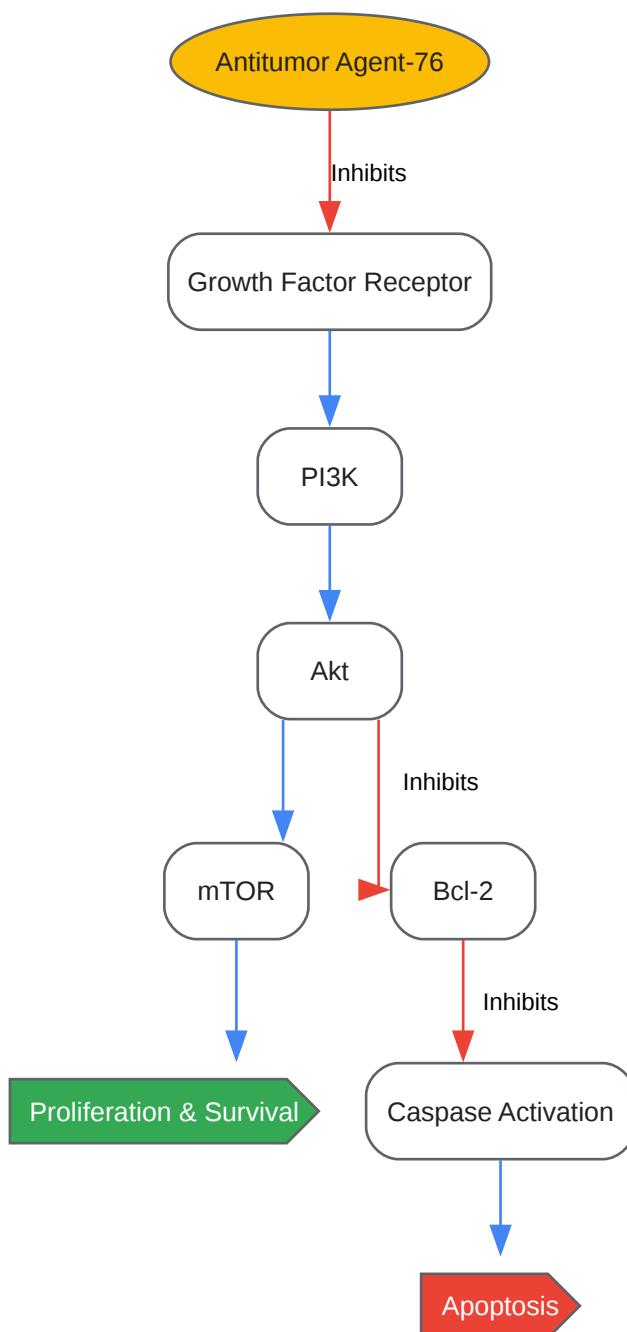 Antitumor Agent-76
Inhibits
Growth Factor Receptor
PI3K
Akt
Inhibits
mTOR
Bcl-2
Inhibits
Proliferation & Survival
Caspase Activation
Apoptosis